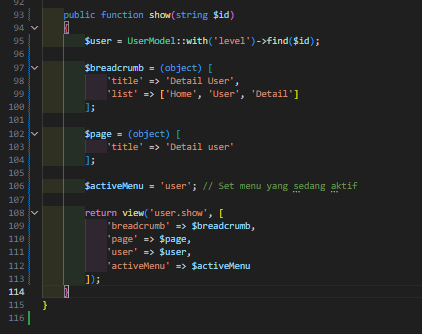 92
93 public function show(string $id)
94 {
95 $user = UserModel::with('level')->find($id);
96
97 $breadcrumb = (object) [
98 'title' => 'Detail User',
99 'list' => ['Home', 'User', 'Detail']
100 ];
101
102 $page = (object) [
103 'title' => 'Detail user'
104 ];
105
106 $activeMenu = 'user'; // Set menu yang sedang aktif
107
108 return view('user.show', [
109 'breadcrumb' => $breadcrumb,
110 'page' => $page,
111 'user' => $user,
112 'activeMenu' => $activeMenu
113 ]);
114 }
115 }
116